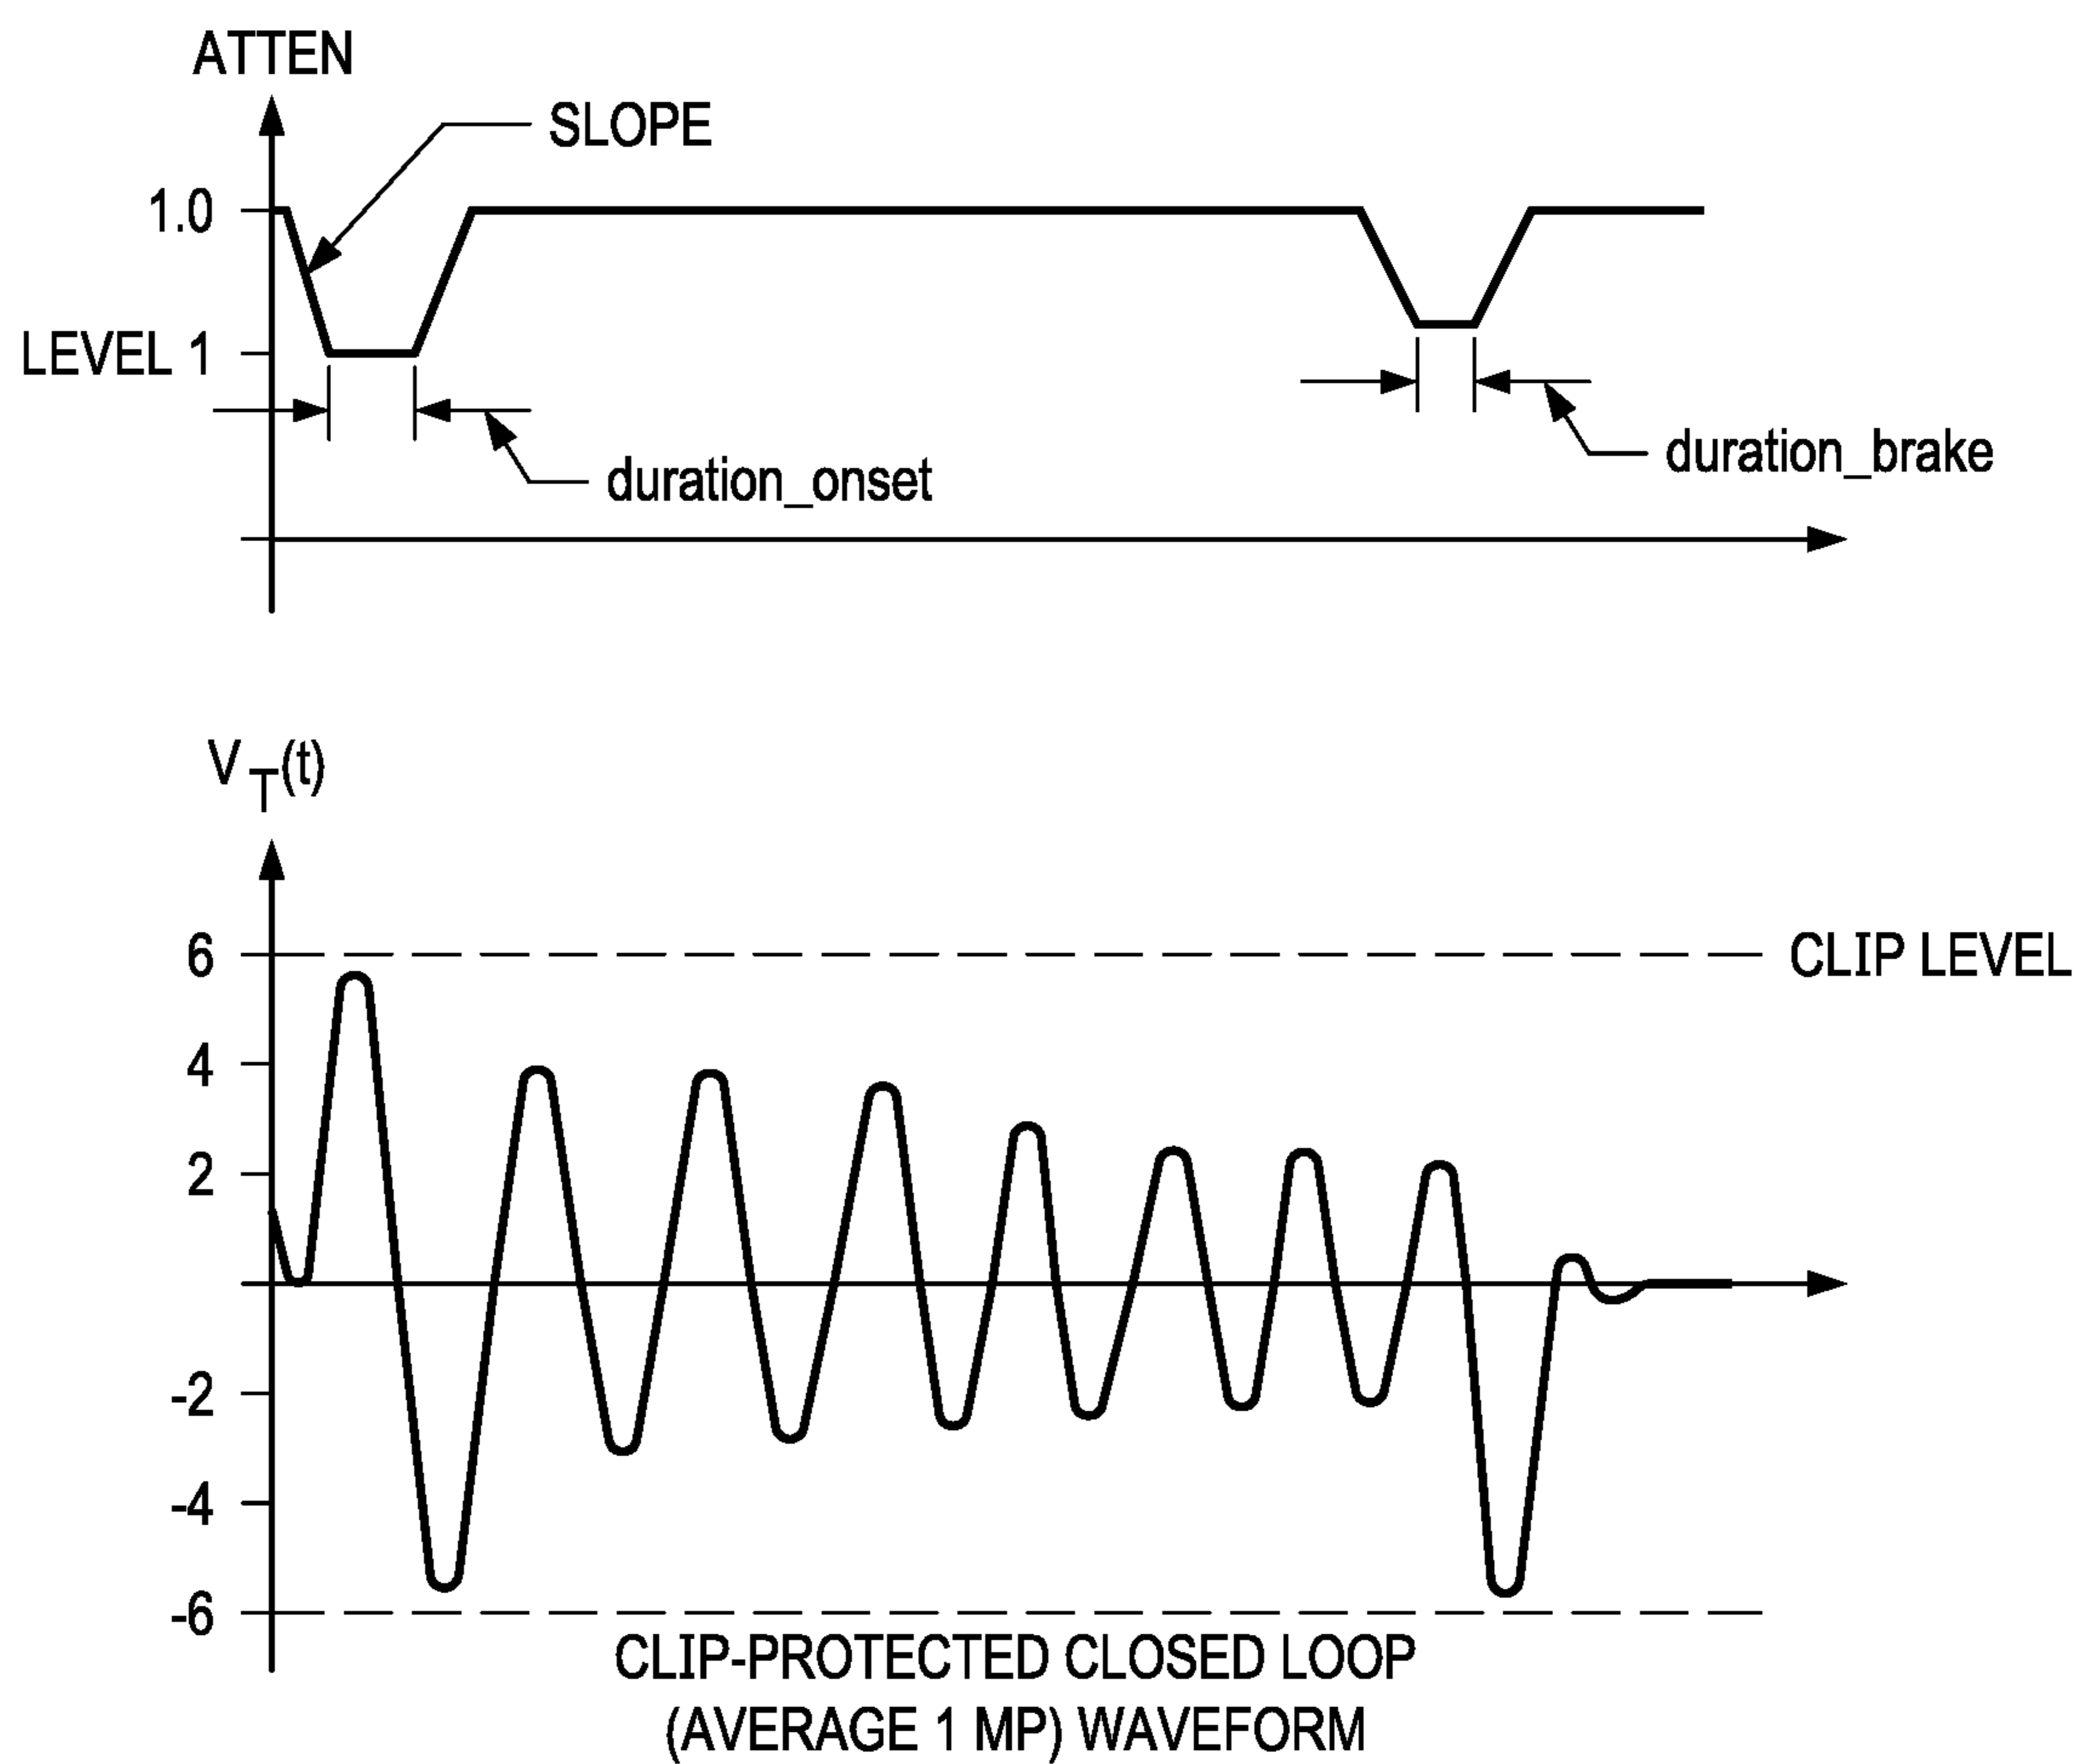 ATTEN
SLOPE
1.0
LEVEL 1
duration_onset
duration_brake
V T(t)
6
CLIP LEVEL
4
2
-2
-4
-6
CLIP-PROTECTED CLOSED LOOP
(AVERAGE 1 MP) WAVEFORM